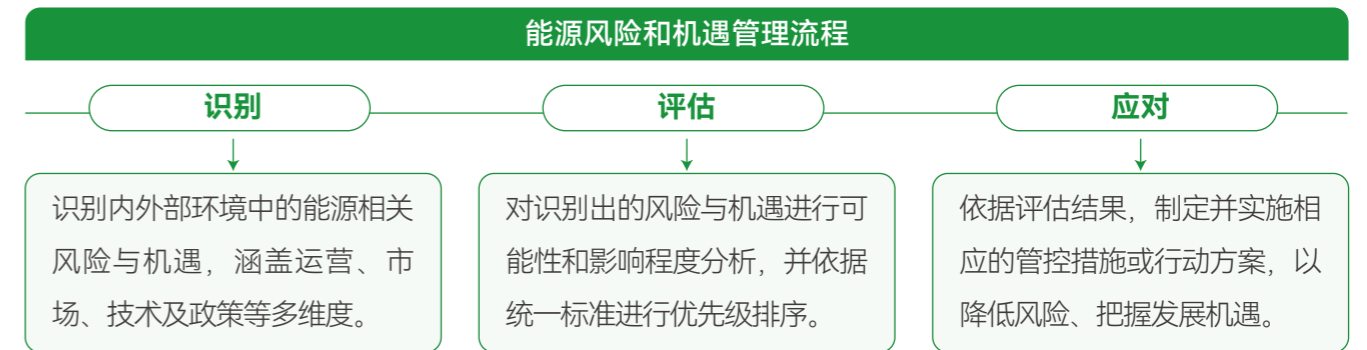 能源风险和机遇管理流程
识别
评估
应对
识别内外部环境中的能源相关
风险与机遇，涵盖运营、市
场、技术及政策等多维度。
对识别出的风险与机遇进行可
能性和影响程度分析，并依据
统一标准进行优先级排序。
依据评估结果，制定并实施相
应的管控措施或行动方案，以
降低风险、把握发展机遇。